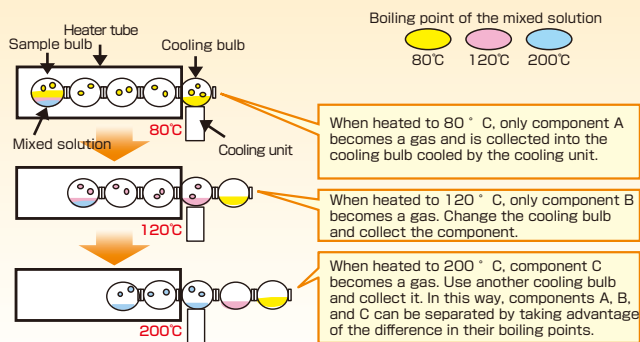 Boiling point of the mixed solution
80℃ 120℃ 200℃
Heater tube
Sample bulb
Cooling bulb
Mixed solution
80℃
Cooling unit
When heated to 80 ° C, only component A
becomes a gas and is collected into the
cooling bulb cooled by the cooling unit.
120℃
When heated to 120 ° C, only component B
becomes a gas. Change the cooling bulb
and collect the component.
200℃
When heated to 200 ° C, component C
becomes a gas. Use another cooling bulb
and collect it. In this way, components A, B,
and C can be separated by taking advantage
of the difference in their boiling points.